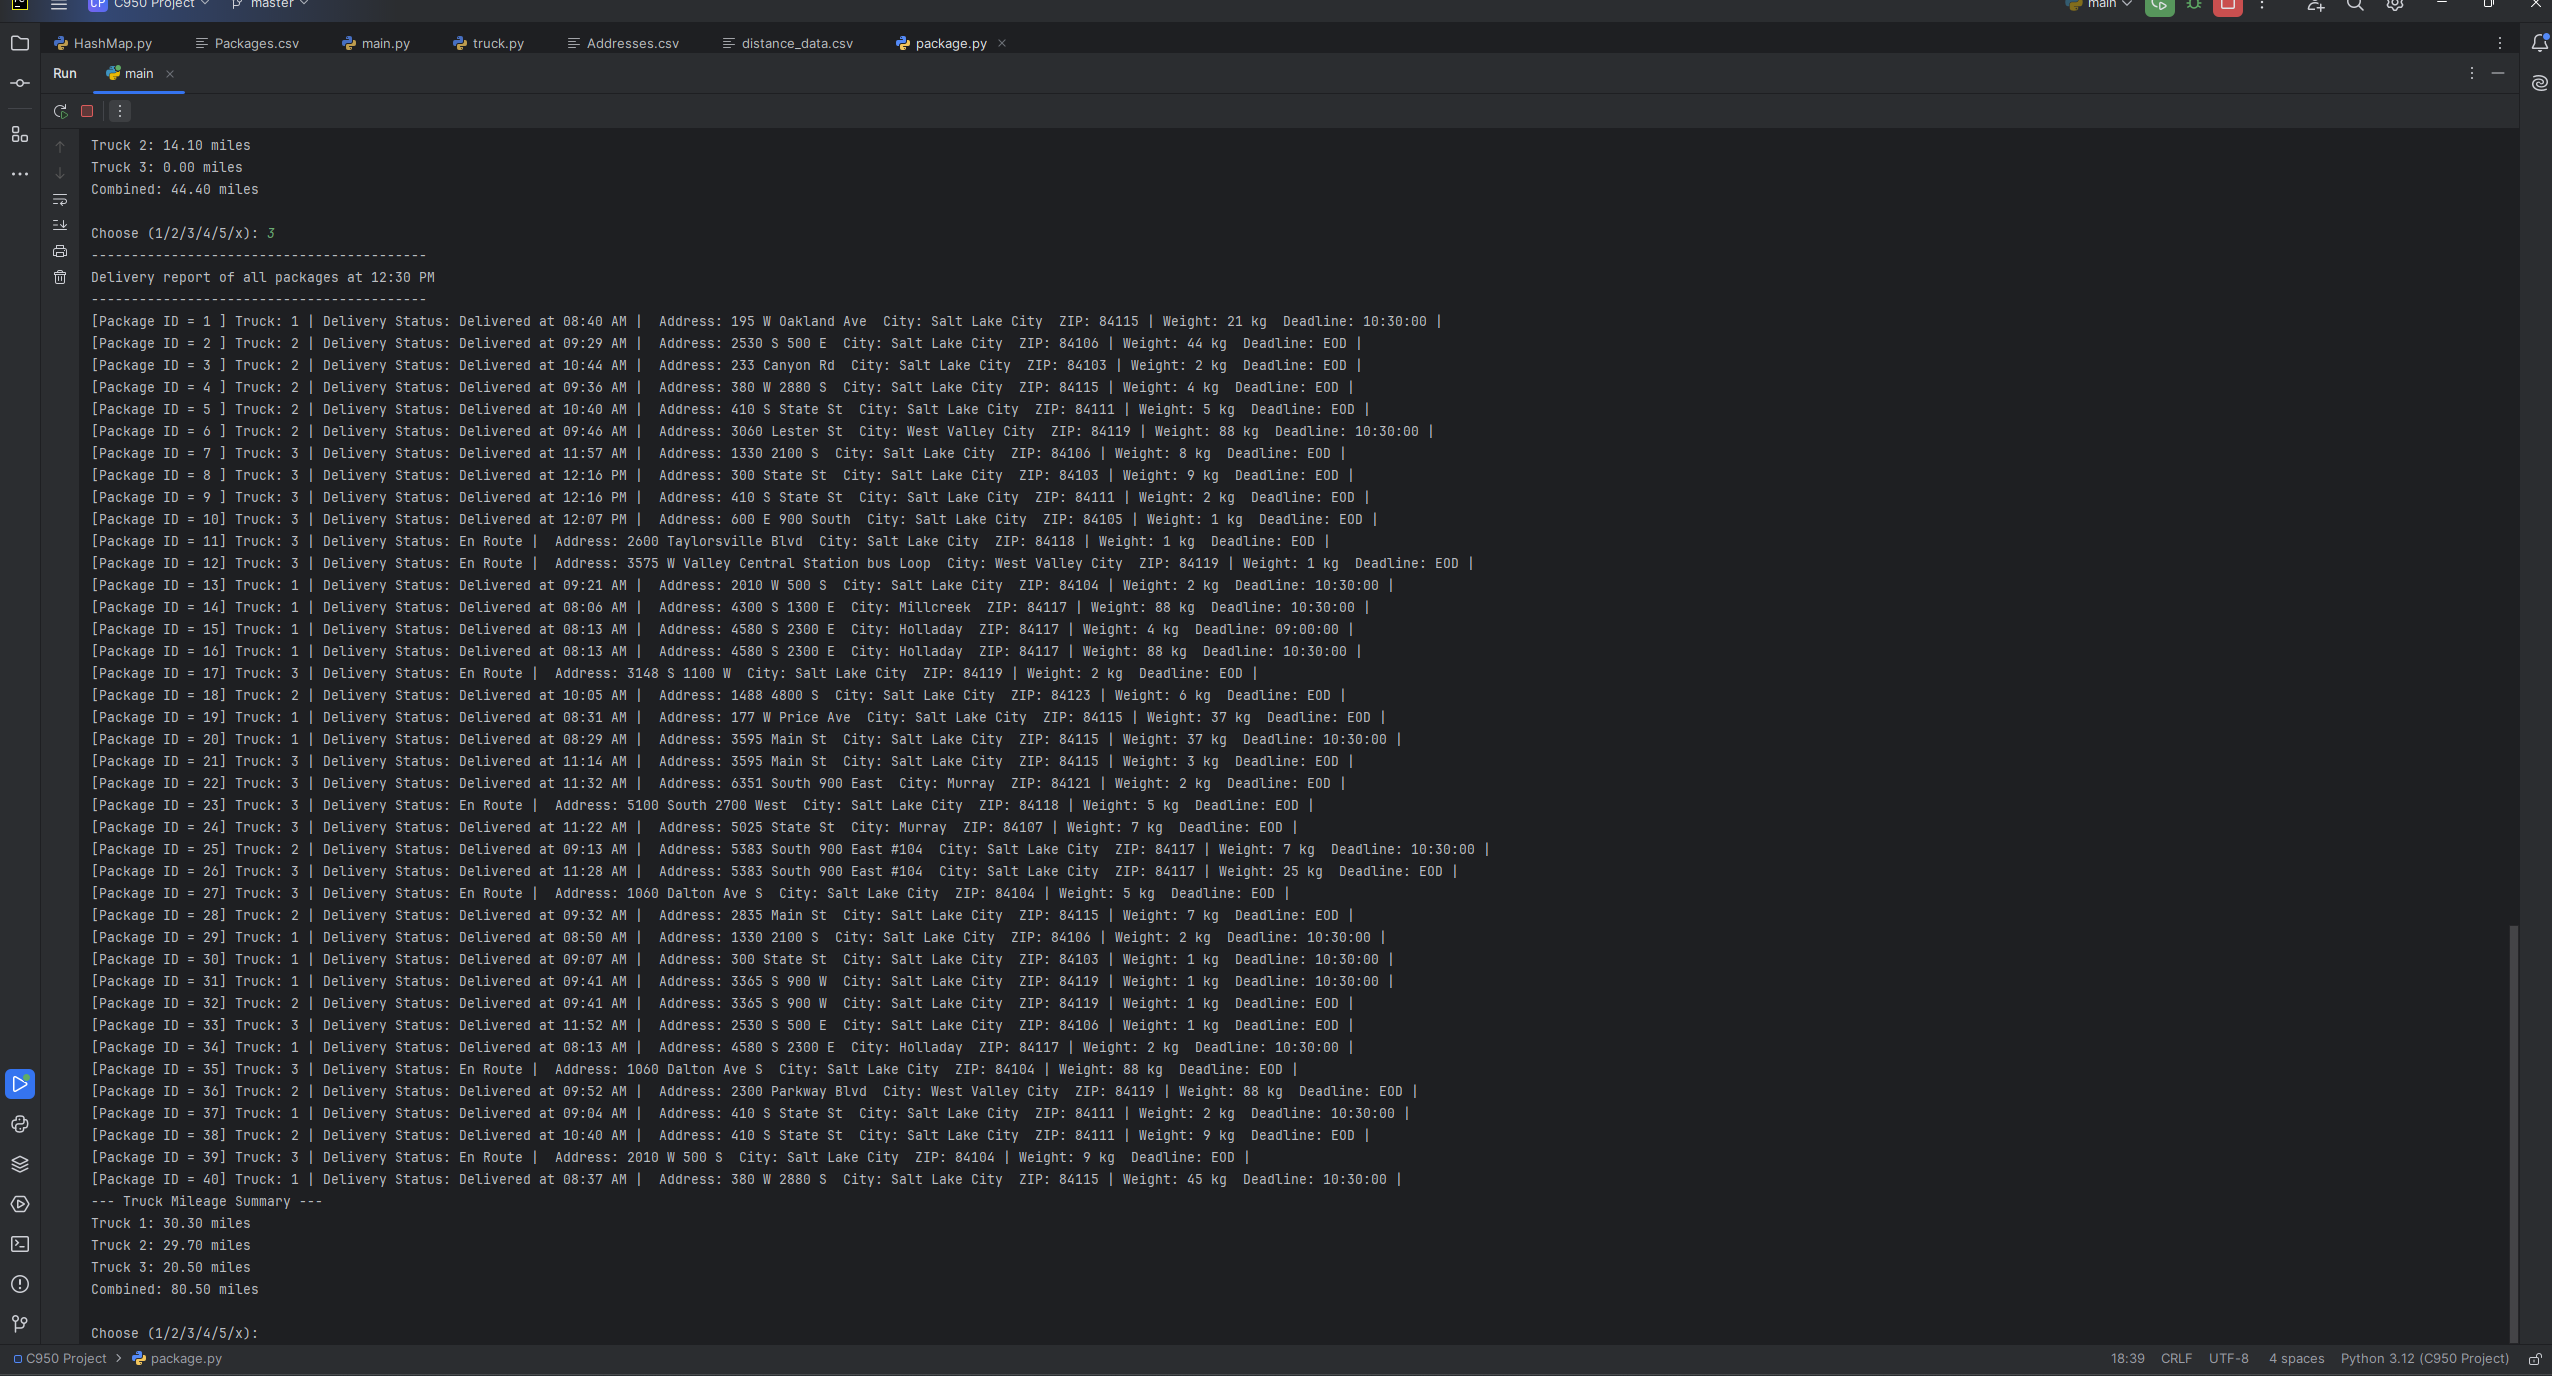 CP C950 Project master main
HashMap.py Packages.csv main.py truck.py Addresses.csv distance_data.csv package.py
Run main
Truck 2: 14.10 miles
Truck 3: 0.00 miles
Combined: 44.40 miles
Choose (1/2/3/4/5/x): 3
------------------------------------------
Delivery report of all packages at 12:30 PM
------------------------------------------
[Package ID = 1 ] Truck: 1 | Delivery Status: Delivered at 08:40 AM |  Address: 195 W Oakland Ave  City: Salt Lake City  ZIP: 84115 | Weight: 21 kg  Deadline: 10:30:00 |
[Package ID = 2 ] Truck: 2 | Delivery Status: Delivered at 09:29 AM |  Address: 2530 S 500 E  City: Salt Lake City  ZIP: 84106 | Weight: 44 kg  Deadline: EOD |
[Package ID = 3 ] Truck: 2 | Delivery Status: Delivered at 10:44 AM |  Address: 233 Canyon Rd  City: Salt Lake City  ZIP: 84103 | Weight: 2 kg  Deadline: EOD |
[Package ID = 4 ] Truck: 2 | Delivery Status: Delivered at 09:36 AM |  Address: 380 W 2880 S  City: Salt Lake City  ZIP: 84115 | Weight: 4 kg  Deadline: EOD |
[Package ID = 5 ] Truck: 2 | Delivery Status: Delivered at 10:40 AM |  Address: 410 S State St  City: Salt Lake City  ZIP: 84111 | Weight: 5 kg  Deadline: EOD |
[Package ID = 6 ] Truck: 2 | Delivery Status: Delivered at 09:46 AM |  Address: 3060 Lester St  City: West Valley City  ZIP: 84119 | Weight: 88 kg  Deadline: 10:30:00 |
[Package ID = 7 ] Truck: 3 | Delivery Status: Delivered at 11:57 AM |  Address: 1330 2100 S  City: Salt Lake City  ZIP: 84106 | Weight: 8 kg  Deadline: EOD |
[Package ID = 8 ] Truck: 3 | Delivery Status: Delivered at 12:16 PM |  Address: 300 State St  City: Salt Lake City  ZIP: 84103 | Weight: 9 kg  Deadline: EOD |
[Package ID = 9 ] Truck: 3 | Delivery Status: Delivered at 12:16 PM |  Address: 410 S State St  City: Salt Lake City  ZIP: 84111 | Weight: 2 kg  Deadline: EOD |
[Package ID = 10] Truck: 3 | Delivery Status: Delivered at 12:07 PM |  Address: 600 E 900 South  City: Salt Lake City  ZIP: 84105 | Weight: 1 kg  Deadline: EOD |
[Package ID = 11] Truck: 3 | Delivery Status: En Route |  Address: 2600 Taylorsville Blvd  City: Salt Lake City  ZIP: 84118 | Weight: 1 kg  Deadline: EOD |
[Package ID = 12] Truck: 3 | Delivery Status: En Route |  Address: 3575 W Valley Central Station bus Loop  City: West Valley City  ZIP: 84119 | Weight: 1 kg  Deadline: EOD |
[Package ID = 13] Truck: 1 | Delivery Status: Delivered at 09:21 AM |  Address: 2010 W 500 S  City: Salt Lake City  ZIP: 84104 | Weight: 2 kg  Deadline: 10:30:00 |
[Package ID = 14] Truck: 1 | Delivery Status: Delivered at 08:06 AM |  Address: 4300 S 1300 E  City: Millcreek  ZIP: 84117 | Weight: 88 kg  Deadline: 10:30:00 |
[Package ID = 15] Truck: 1 | Delivery Status: Delivered at 08:13 AM |  Address: 4580 S 2300 E  City: Holladay  ZIP: 84117 | Weight: 4 kg  Deadline: 09:00:00 |
[Package ID = 16] Truck: 1 | Delivery Status: Delivered at 08:13 AM |  Address: 4580 S 2300 E  City: Holladay  ZIP: 84117 | Weight: 88 kg  Deadline: 10:30:00 |
[Package ID = 17] Truck: 3 | Delivery Status: En Route |  Address: 3148 S 1100 W  City: Salt Lake City  ZIP: 84119 | Weight: 2 kg  Deadline: EOD |
[Package ID = 18] Truck: 2 | Delivery Status: Delivered at 10:05 AM |  Address: 1488 4800 S  City: Salt Lake City  ZIP: 84123 | Weight: 6 kg  Deadline: EOD |
[Package ID = 19] Truck: 1 | Delivery Status: Delivered at 08:31 AM |  Address: 177 W Price Ave  City: Salt Lake City  ZIP: 84115 | Weight: 37 kg  Deadline: EOD |
[Package ID = 20] Truck: 1 | Delivery Status: Delivered at 08:29 AM |  Address: 3595 Main St  City: Salt Lake City  ZIP: 84115 | Weight: 37 kg  Deadline: 10:30:00 |
[Package ID = 21] Truck: 3 | Delivery Status: Delivered at 11:14 AM |  Address: 3595 Main St  City: Salt Lake City  ZIP: 84115 | Weight: 3 kg  Deadline: EOD |
[Package ID = 22] Truck: 3 | Delivery Status: Delivered at 11:32 AM |  Address: 6351 South 900 East  City: Murray  ZIP: 84121 | Weight: 2 kg  Deadline: EOD |
[Package ID = 23] Truck: 3 | Delivery Status: En Route |  Address: 5100 South 2700 West  City: Salt Lake City  ZIP: 84118 | Weight: 5 kg  Deadline: EOD |
[Package ID = 24] Truck: 3 | Delivery Status: Delivered at 11:22 AM |  Address: 5025 State St  City: Murray  ZIP: 84107 | Weight: 7 kg  Deadline: EOD |
[Package ID = 25] Truck: 2 | Delivery Status: Delivered at 09:13 AM |  Address: 5383 South 900 East #104  City: Salt Lake City  ZIP: 84117 | Weight: 7 kg  Deadline: 10:30:00 |
[Package ID = 26] Truck: 3 | Delivery Status: Delivered at 11:28 AM |  Address: 5383 South 900 East #104  City: Salt Lake City  ZIP: 84117 | Weight: 25 kg  Deadline: EOD |
[Package ID = 27] Truck: 3 | Delivery Status: En Route |  Address: 1060 Dalton Ave S  City: Salt Lake City  ZIP: 84104 | Weight: 5 kg  Deadline: EOD |
[Package ID = 28] Truck: 2 | Delivery Status: Delivered at 09:32 AM |  Address: 2835 Main St  City: Salt Lake City  ZIP: 84115 | Weight: 7 kg  Deadline: EOD |
[Package ID = 29] Truck: 1 | Delivery Status: Delivered at 08:50 AM |  Address: 1330 2100 S  City: Salt Lake City  ZIP: 84106 | Weight: 2 kg  Deadline: 10:30:00 |
[Package ID = 30] Truck: 1 | Delivery Status: Delivered at 09:07 AM |  Address: 300 State St  City: Salt Lake City  ZIP: 84103 | Weight: 1 kg  Deadline: 10:30:00 |
[Package ID = 31] Truck: 1 | Delivery Status: Delivered at 09:41 AM |  Address: 3365 S 900 W  City: Salt Lake City  ZIP: 84119 | Weight: 1 kg  Deadline: 10:30:00 |
[Package ID = 32] Truck: 2 | Delivery Status: Delivered at 09:41 AM |  Address: 3365 S 900 W  City: Salt Lake City  ZIP: 84119 | Weight: 1 kg  Deadline: EOD |
[Package ID = 33] Truck: 3 | Delivery Status: Delivered at 11:52 AM |  Address: 2530 S 500 E  City: Salt Lake City  ZIP: 84106 | Weight: 1 kg  Deadline: EOD |
[Package ID = 34] Truck: 1 | Delivery Status: Delivered at 08:13 AM |  Address: 4580 S 2300 E  City: Holladay  ZIP: 84117 | Weight: 2 kg  Deadline: 10:30:00 |
[Package ID = 35] Truck: 3 | Delivery Status: En Route |  Address: 1060 Dalton Ave S  City: Salt Lake City  ZIP: 84104 | Weight: 88 kg  Deadline: EOD |
[Package ID = 36] Truck: 2 | Delivery Status: Delivered at 09:52 AM |  Address: 2300 Parkway Blvd  City: West Valley City  ZIP: 84119 | Weight: 88 kg  Deadline: EOD |
[Package ID = 37] Truck: 1 | Delivery Status: Delivered at 09:04 AM |  Address: 410 S State St  City: Salt Lake City  ZIP: 84111 | Weight: 2 kg  Deadline: 10:30:00 |
[Package ID = 38] Truck: 2 | Delivery Status: Delivered at 10:40 AM |  Address: 410 S State St  City: Salt Lake City  ZIP: 84111 | Weight: 9 kg  Deadline: EOD |
[Package ID = 39] Truck: 3 | Delivery Status: En Route |  Address: 2010 W 500 S  City: Salt Lake City  ZIP: 84104 | Weight: 9 kg  Deadline: EOD |
[Package ID = 40] Truck: 1 | Delivery Status: Delivered at 08:37 AM |  Address: 380 W 2880 S  City: Salt Lake City  ZIP: 84115 | Weight: 45 kg  Deadline: 10:30:00 |
--- Truck Mileage Summary ---
Truck 1: 30.30 miles
Truck 2: 29.70 miles
Truck 3: 20.50 miles
Combined: 80.50 miles
Choose (1/2/3/4/5/x):
C950 Project > package.py 18:39 CRLF UTF-8 4 spaces Python 3.12 (C950 Project)